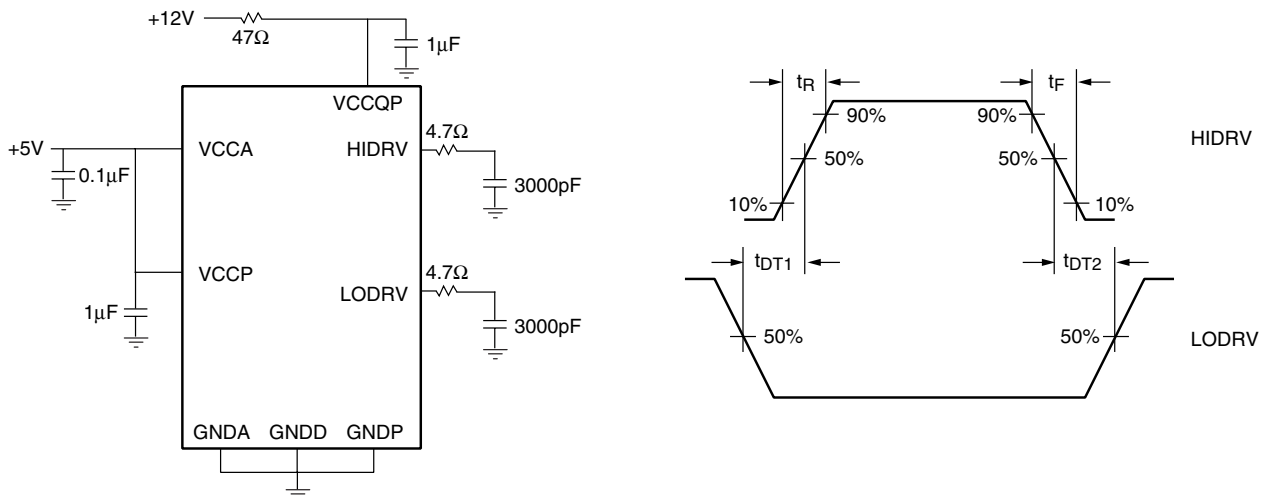 +12V
47Ω
1μF
VCCQP
+5V
0.1μF
VCCA
HIDRV
4.7Ω
3000pF
VCCP
1μF
LODRV
4.7Ω
3000pF
GNDA GNDD GNDP
tR
tF
90%
90%
HIDRV
50%
50%
10%
10%
tDT1
tDT2
50%
50%
LODRV